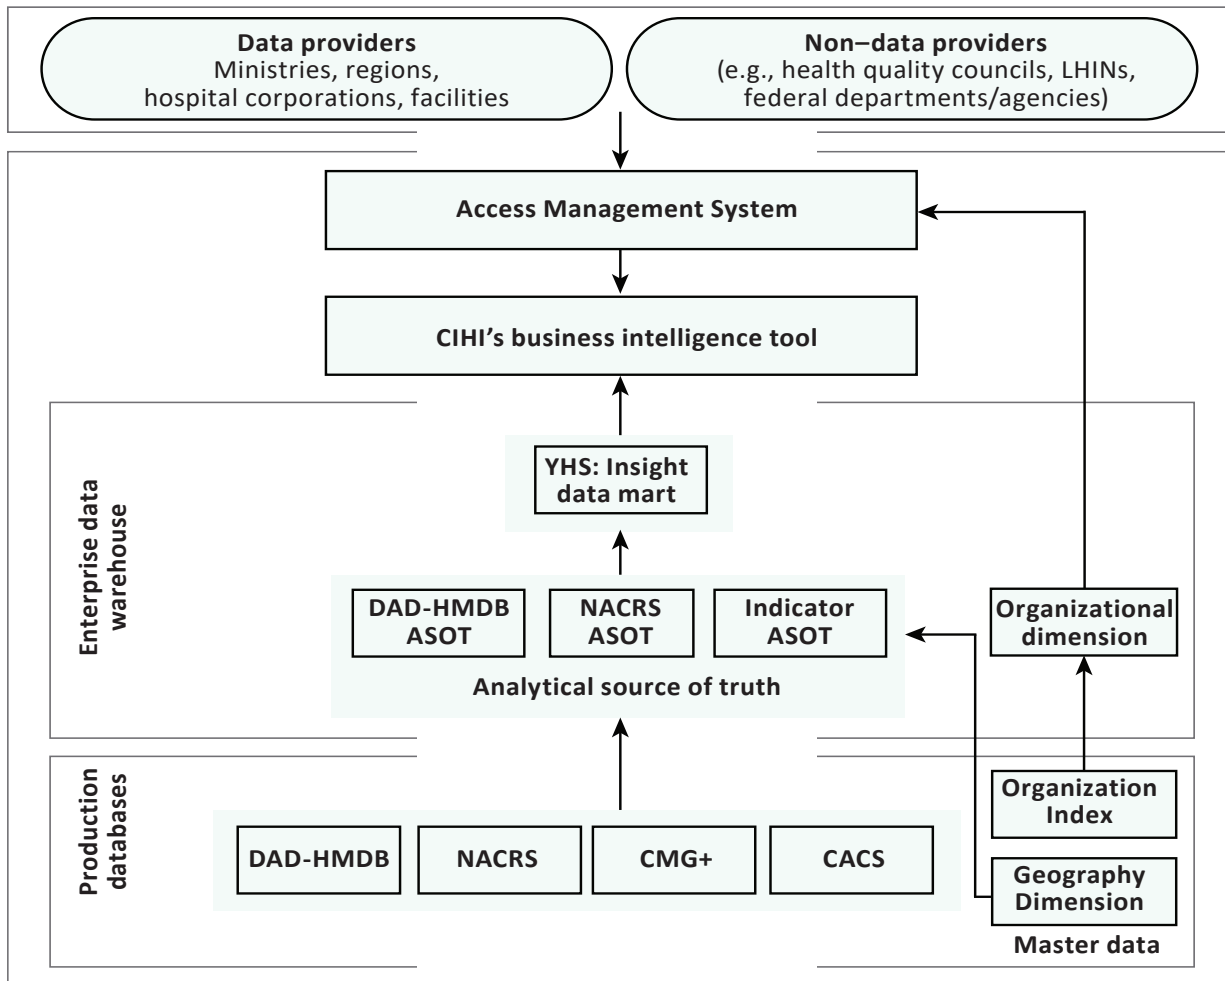 Data providers
Ministries, regions,
hospital corporations, facilities
Non–data providers
(e.g., health quality councils, LHINs,
federal departments/agencies)
Access Management System
CIHI’s business intelligence tool
Enterprise data
warehouse
YHS: Insight
data mart
DAD-HMDB
ASOT
NACRS
ASOT
Indicator
ASOT
Analytical source of truth
Organizational
dimension
Production
databases
DAD-HMDB
NACRS
CMG+
CACS
Organization
Index
Geography
Dimension
Master data